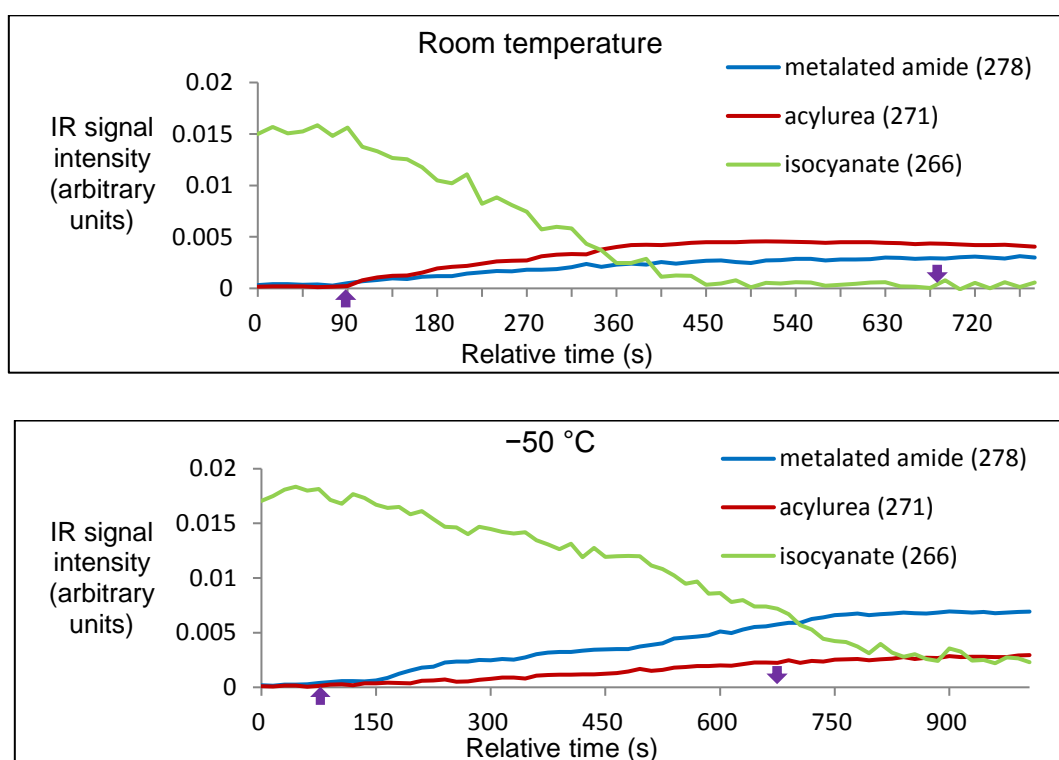 Room temperature
metalated amide (278)
acylurea (271)
isocyanate (266)
IR signal
intensity
(arbitrary
units)
0.02
0.015
0.01
0.005
0
0 90 180 270 360 450 540 630 720
Relative time (s)
−50 °C
metalated amide (278)
acylurea (271)
isocyanate (266)
IR signal
intensity
(arbitrary
units)
0.02
0.015
0.01
0.005
0
0 150 300 450 600 750 900
Relative time (s)